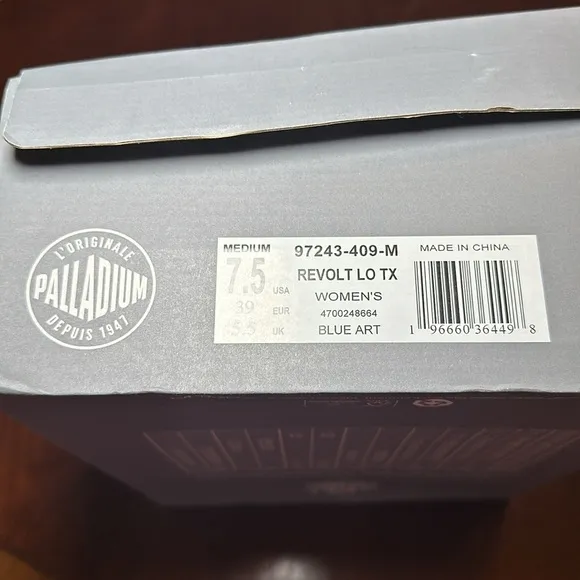 L'ORIGINALE
PALLADIUM
DEPUIS 1947
MEDIUM
7.5 USA
39 EUR
5.5 UK
97243-409-M
REVOLT LO TX
WOMEN'S
4700248664
BLUE ART
MADE IN CHINA
1 96660 36449 8